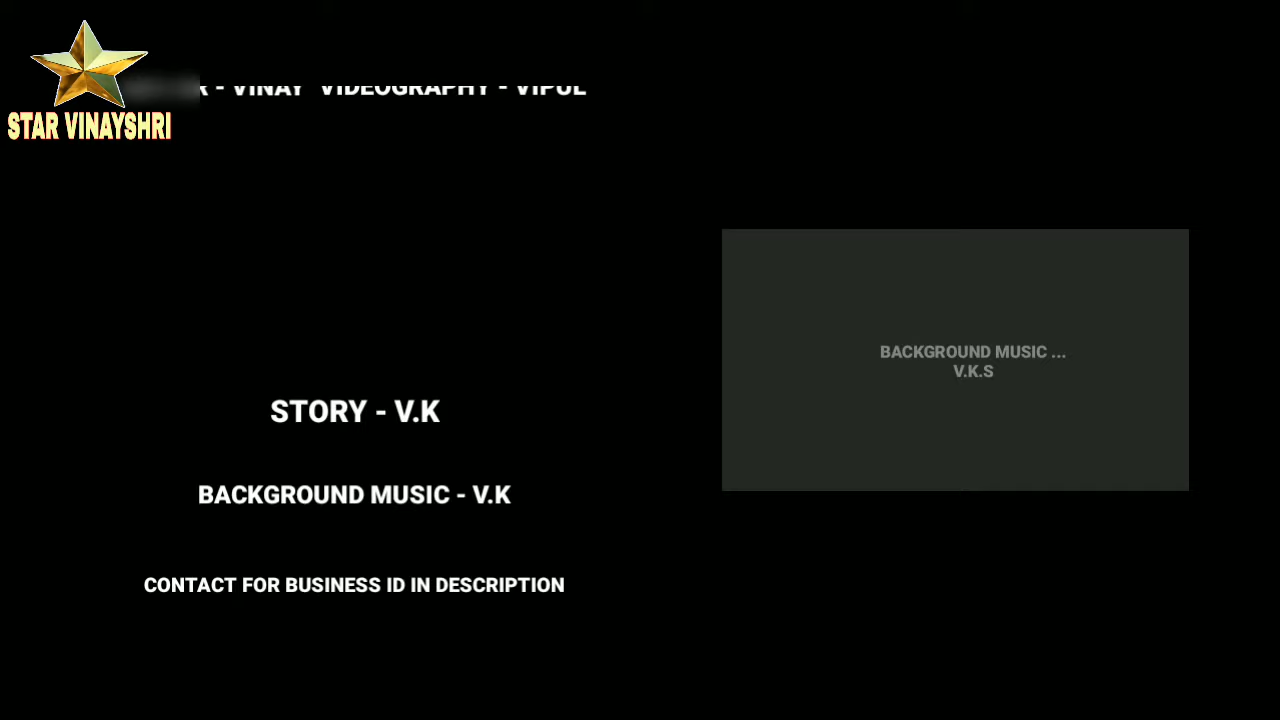 R - VINAY VIDEOGRAPHY - VIPUL
STAR VINAYSHRI
STORY - V.K
BACKGROUND MUSIC - V.K
CONTACT FOR BUSINESS ID IN DESCRIPTION
BACKGROUND MUSIC ...
V.K.S